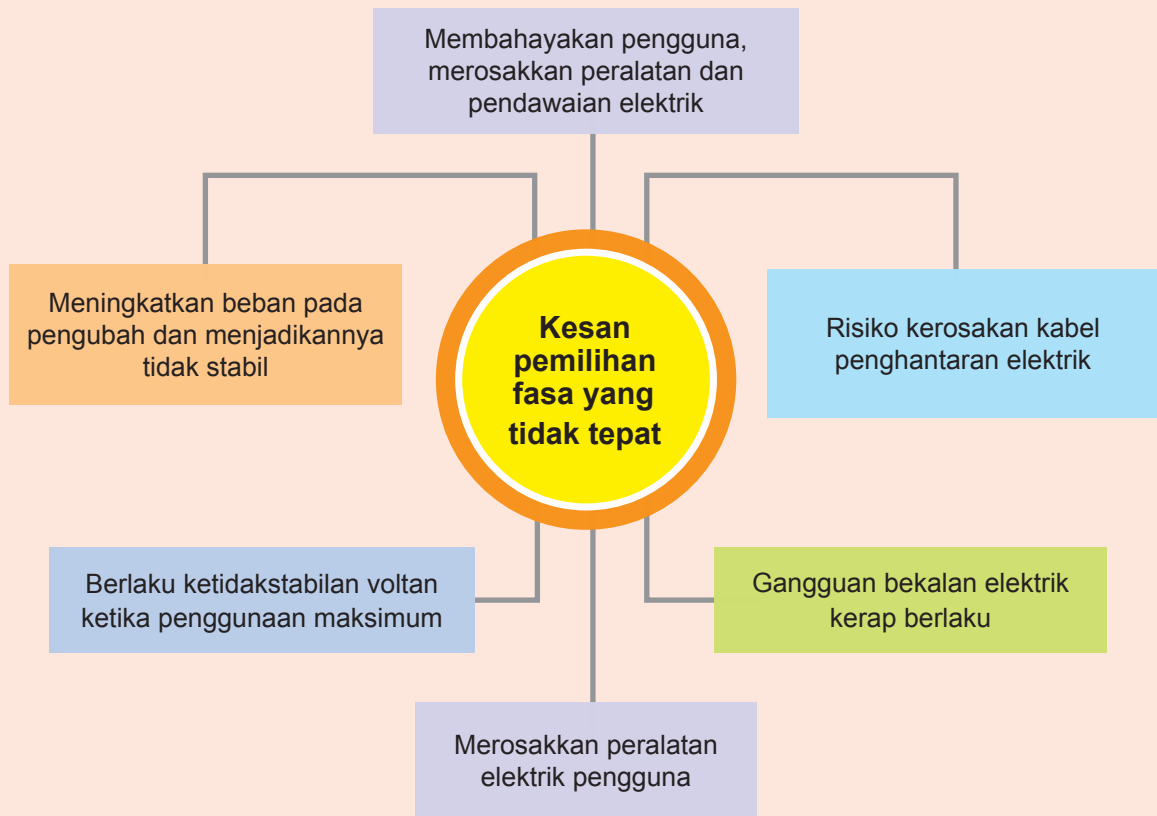 Membahayakan pengguna,
merosakkan peralatan dan
pendawaian elektrik
Meningkatkan beban pada
pengubah dan menjadikannya
tidak stabil
Kesan
pemilihan
fasa yang
tidak tepat
Risiko kerosakan kabel
penghantaran elektrik
Berlaku ketidakstabilan voltan
ketika penggunaan maksimum
Gangguan bekalan elektrik
kerap berlaku
Merosakkan peralatan
elektrik pengguna